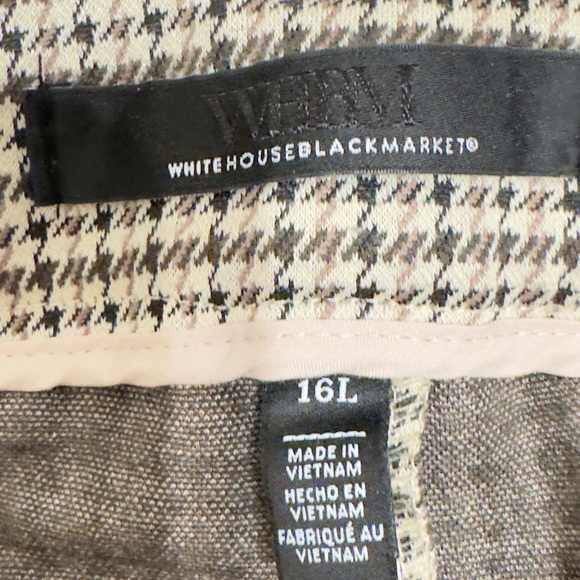 WHBM
WHITEHOUSEBLACKMARKET®
16L
MADE IN
VIETNAM
HECHO EN
VIETNAM
FABRIQUÉ AU
VIETNAM